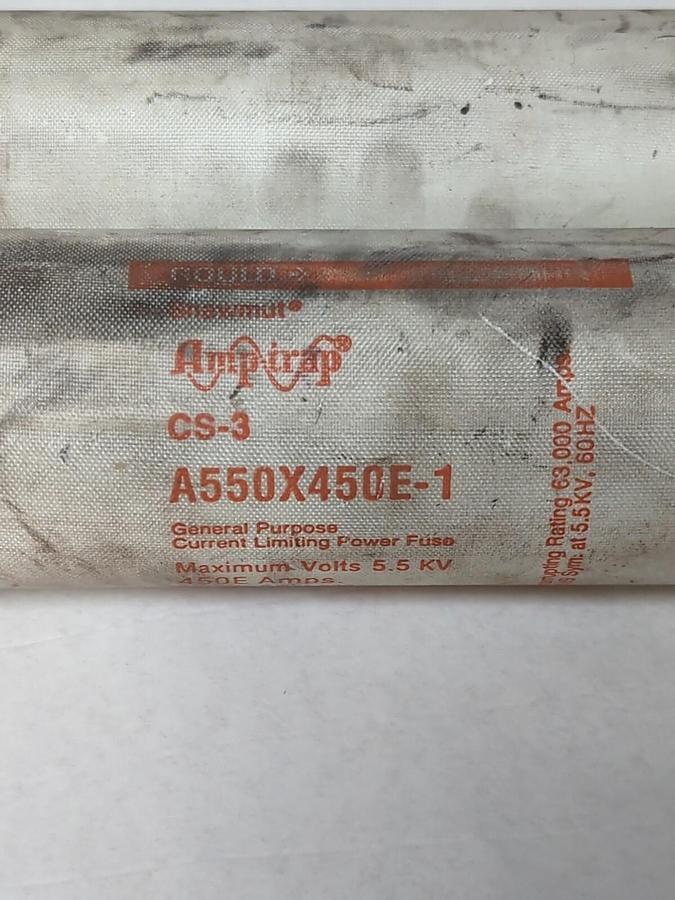 GOULD
Shawmut®
Amp-trap®
CS-3
A550X450E-1
General Purpose
Current Limiting Power Fuse
Maximum Volts 5.5 KV
450E Amps.
Rating 63,000 Amps
Sym. at 5.5KV, 60HZ